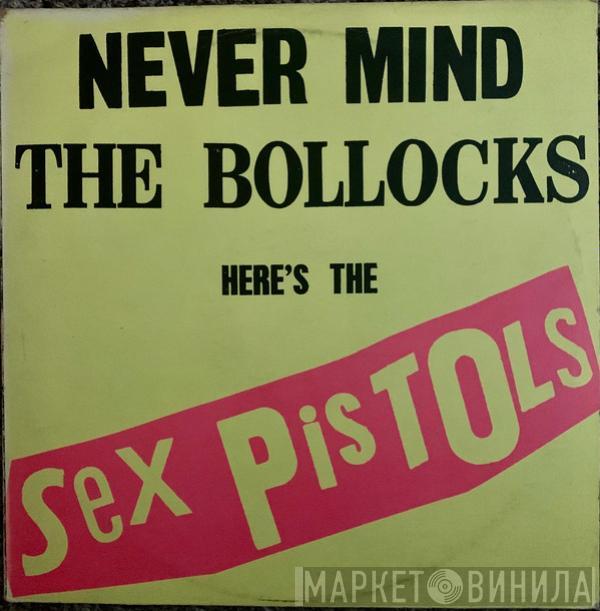 NEVER MIND
THE BOLLOCKS
HERE'S THE
Sex PisTOLS
МАРКЕТ ВИНИЛА